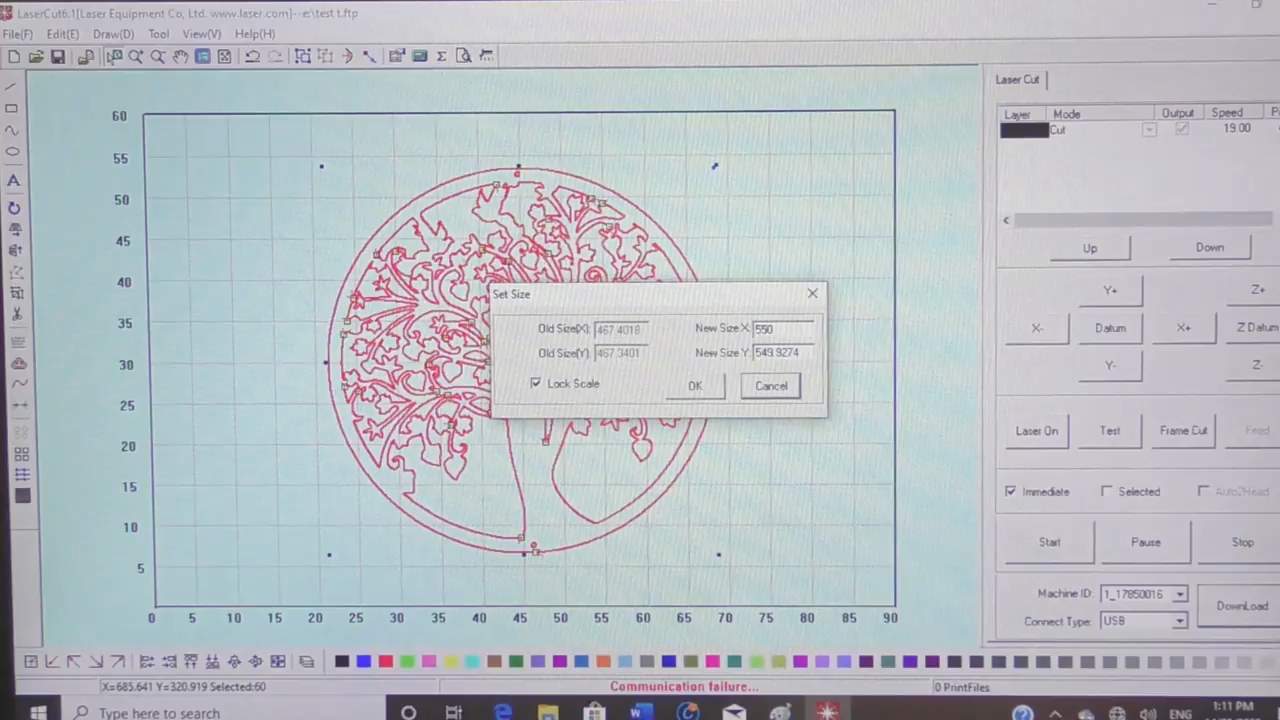 LaserCut6.1[Laser Equipment Co, Ltd. www.laser.com]--e:\test t.ftp
File(F) Edit(E) Draw(D) Tool View(V) Help(H)
Laser Cut
Layer Mode Output Speed
Cut 19.00
60
55
50
45
40
35
30
25
20
15
10
5
0 5 10 15 20 25 30 35 40 45 50 55 60 65 70 75 80 85 90
Set Size
Old Size(X): 467.4018 New Size X: 550
Old Size(Y): 467.3401 New Size Y: 549.9274
Lock Scale OK Cancel
Up Down
Y+ Z+
X- Datum X+ Z Datum
Y- Z-
Laser On Test Frame Cut Feed
Immediate Selected Auto2Head
Start Pause Stop
Machine ID: 1_17850016 DownLoad
Connect Type: USB
X=685.641 Y=320.919 Selected:60 Communication failure... 0 PrintFiles
Type here to search ENG 1:11 PM